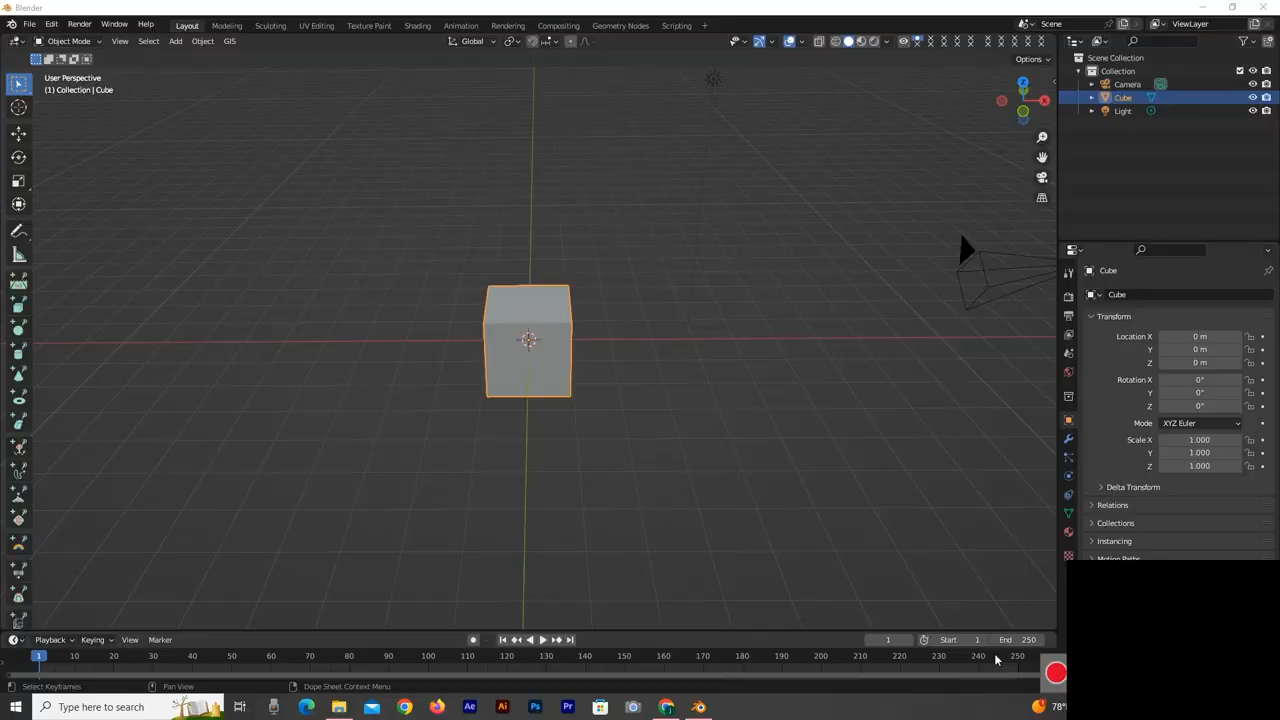 Blender
File Edit Render Window Help Layout Modeling Sculpting UV Editing Texture Paint Shading Animation Rendering Compositing Geometry Nodes Scripting + Scene ViewLayer
Object Mode View Select Add Object GIS Global
Options
User Perspective
(1) Collection | Cube
Z
X
Scene Collection
Collection
Camera
Cube
Light
Cube
Cube
Transform
Location X 0 m
Y 0 m
Z 0 m
Rotation X 0°
Y 0°
Z 0°
Mode XYZ Euler
Scale X 1.000
Y 1.000
Z 1.000
Delta Transform
Relations
Collections
Instancing
Motion Paths
Playback Keying View Marker 1 Start 1 End 250
1 10 20 30 40 50 60 70 80 90 100 110 120 130 140 150 160 170 180 190 200 210 220 230 240 250
Select Keyframes Pan View Dope Sheet Context Menu
Type here to search Ae Ai Ps Pr 78°